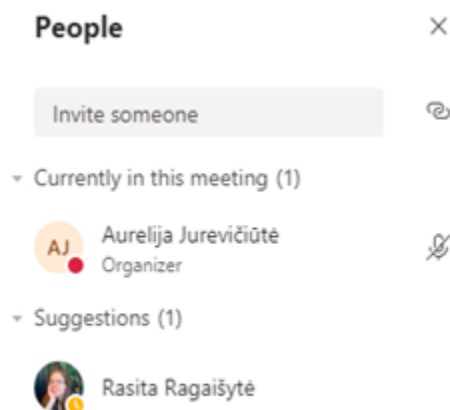 People
Invite someone
Currently in this meeting (1)
AJ
Aurelija Jurevičiūtė
Organizer
Suggestions (1)
Rasita Ragaišytė